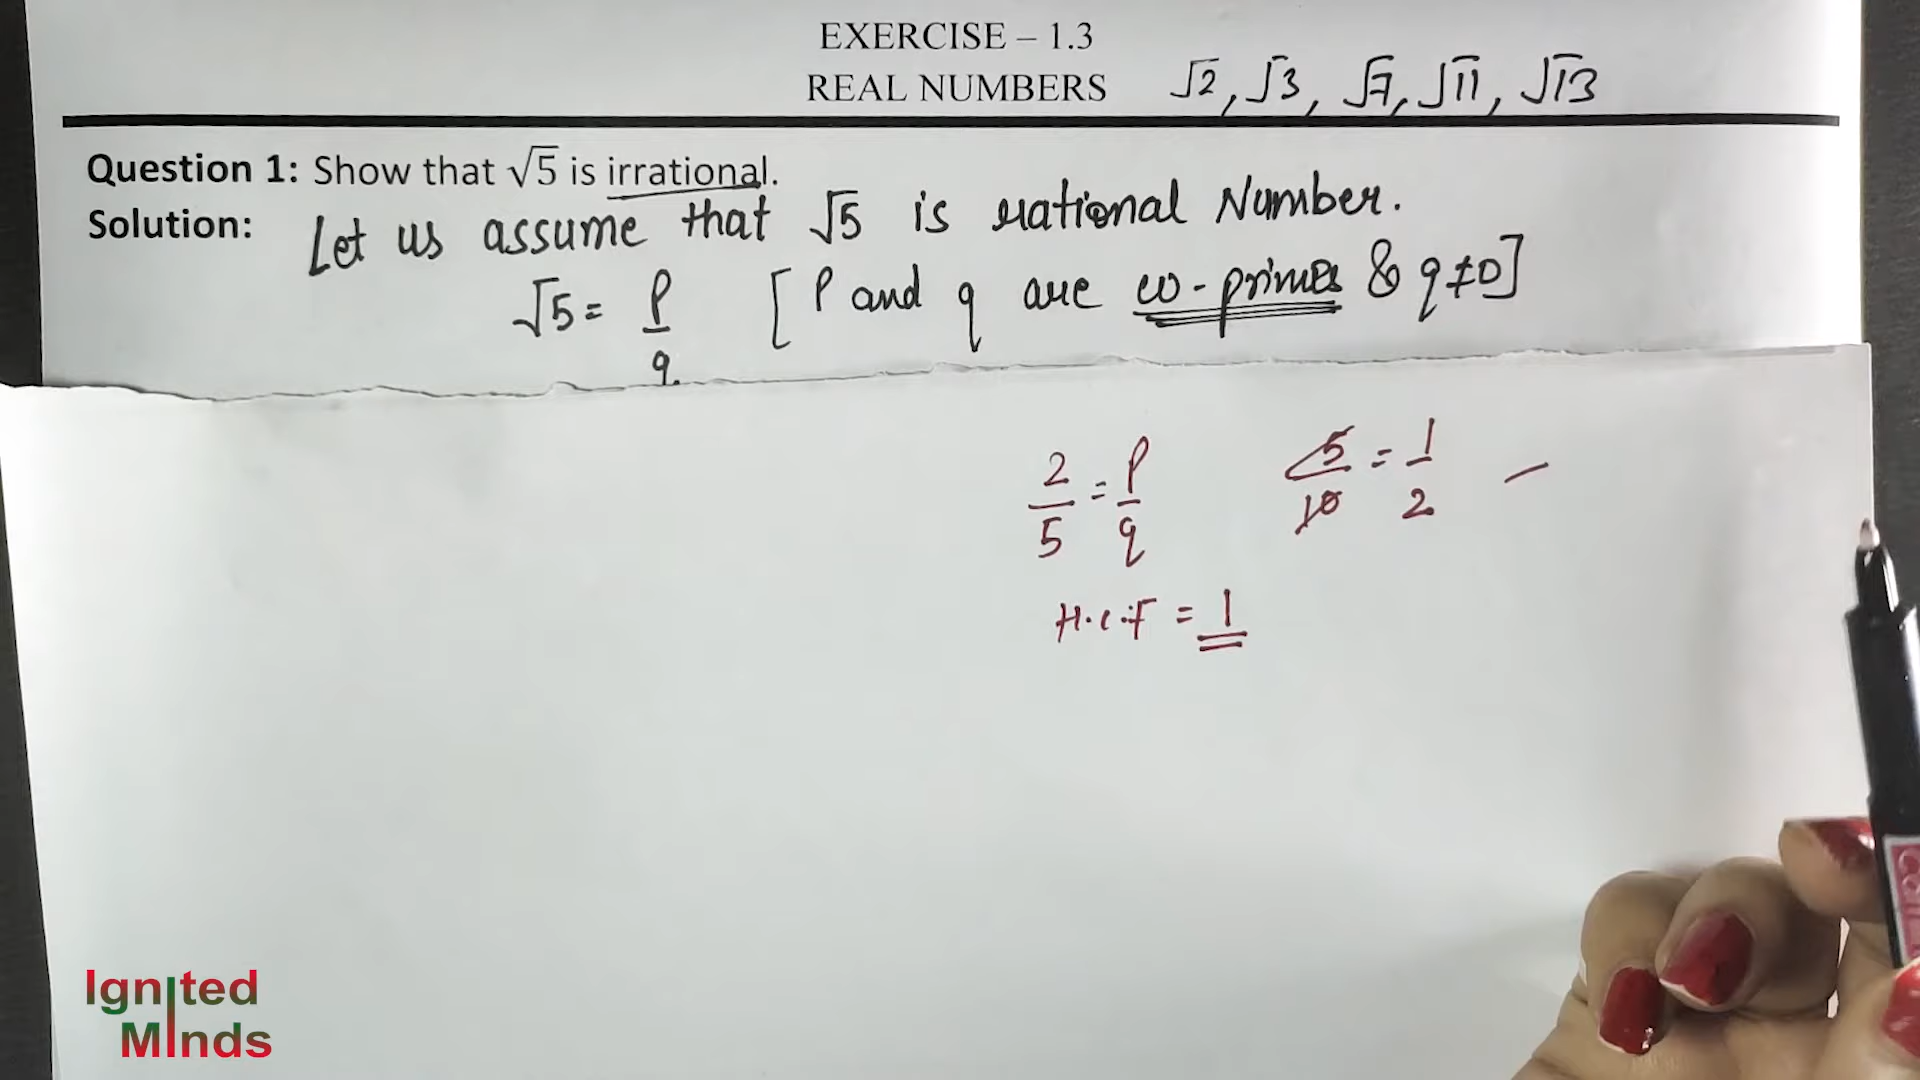 EXERCISE – 1.3
REAL NUMBERS √2, √3, √7, √11, √13
Question 1: Show that √5 is irrational.
Solution: Let us assume that √5 is rational Number.
√5 = p/q [p and q are co-primes & q≠0]
2/5 = p/q 5/10 = 1/2 –
H.C.F = 1
Ignited
Minds